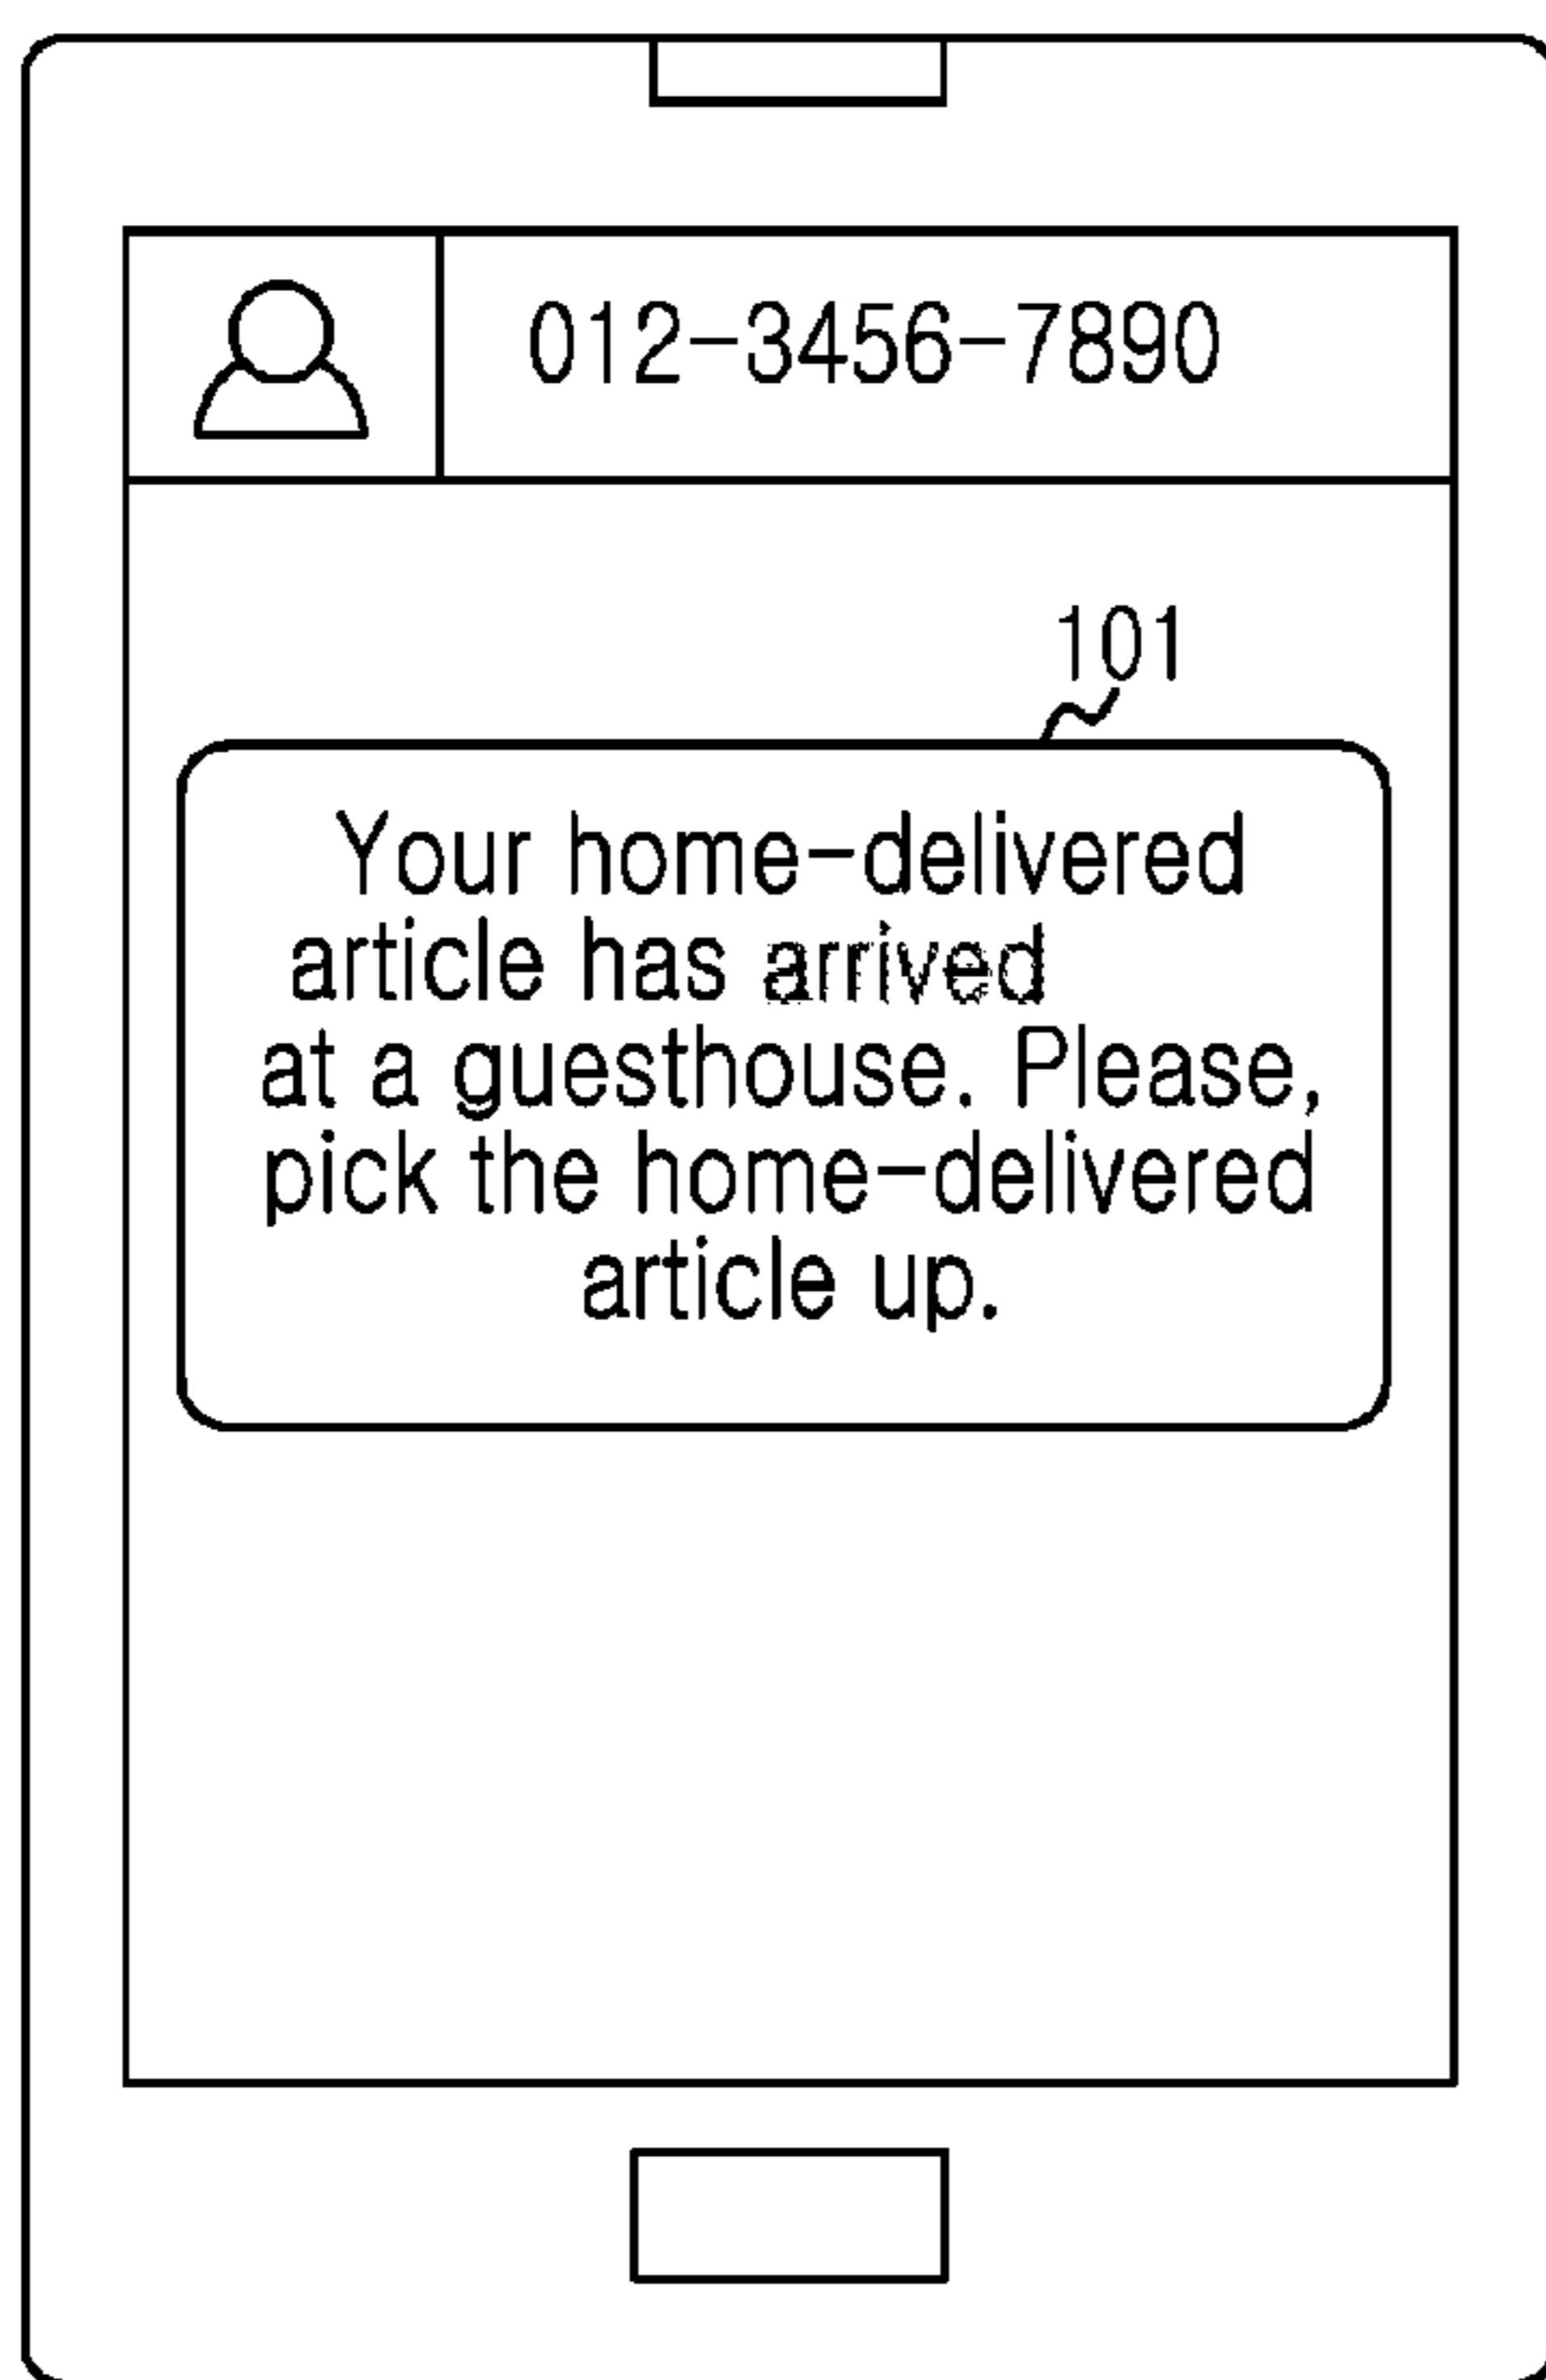 012-3456-7890
101
Your home-delivered
article has arrived
at a guesthouse. Please,
pick the home-delivered
article up.